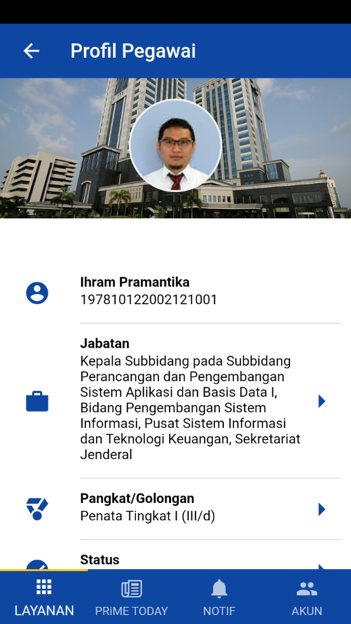 Profil Pegawai
Ihram Pramantika
197810122002121001
Jabatan
Kepala Subbidang pada Subbidang
Perancangan dan Pengembangan
Sistem Aplikasi dan Basis Data I,
Bidang Pengembangan Sistem
Informasi, Pusat Sistem Informasi
dan Teknologi Keuangan, Sekretariat
Jenderal
Pangkat/Golongan
Penata Tingkat I (III/d)
Status
LAYANAN
PRiME TODAY
NOTIF
AKUN